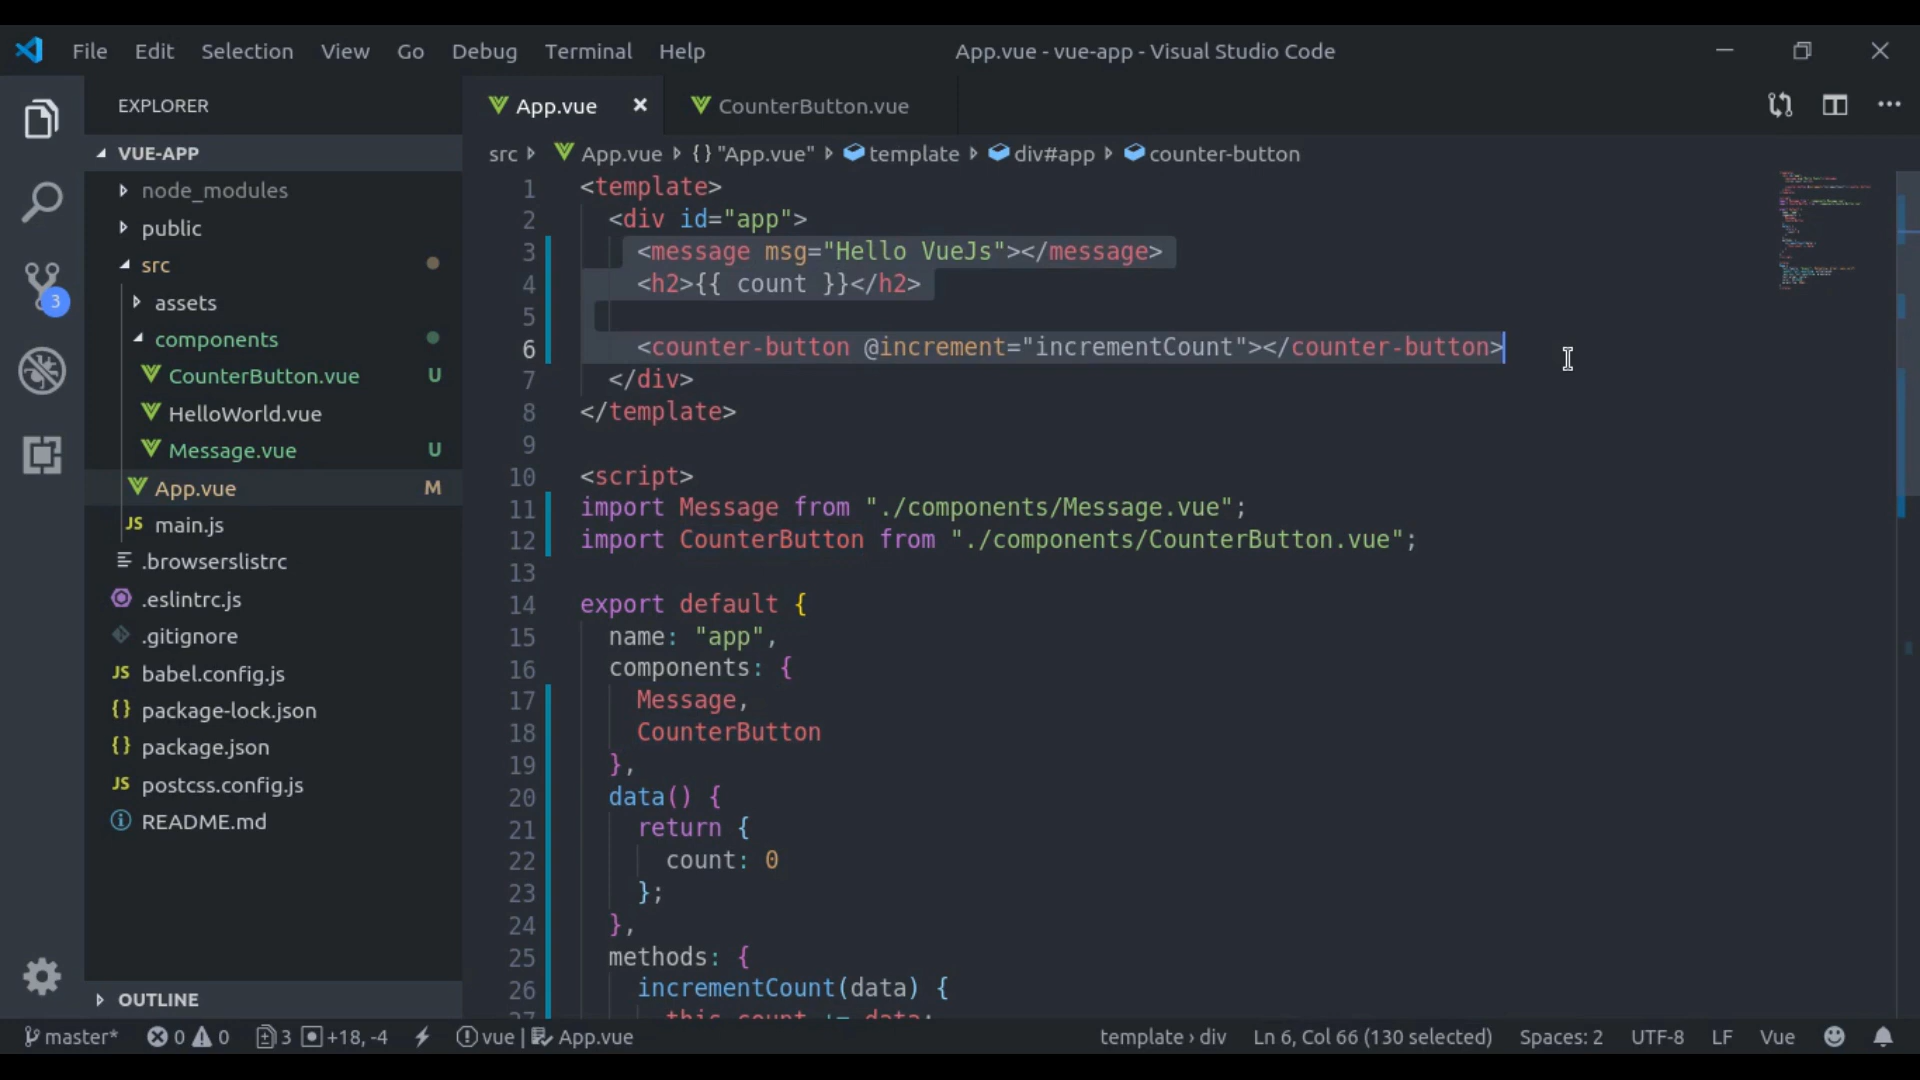 File Edit Selection View Go Debug Terminal Help App.vue - vue-app - Visual Studio Code
EXPLORER
App.vue
CounterButton.vue
VUE-APP
node_modules
public
src
assets
components
CounterButton.vue U
HelloWorld.vue
Message.vue U
App.vue M
JS main.js
.browserslistrc
.eslintrc.js
.gitignore
JS babel.config.js
{} package-lock.json
{} package.json
JS postcss.config.js
README.md
OUTLINE
3
src App.vue {} "App.vue" template div#app counter-button
1 <template>
2 <div id="app">
3 <message msg="Hello VueJs"></message>
4 <h2>{{ count }}</h2>
5
6 <counter-button @increment="incrementCount"></counter-button>
7 </div>
8 </template>
9
10 <script>
11 import Message from "./components/Message.vue";
12 import CounterButton from "./components/CounterButton.vue";
13
14 export default {
15 name: "app",
16 components: {
17 Message,
18 CounterButton
19 },
20 data() {
21 return {
22 count: 0
23 };
24 },
25 methods: {
26 incrementCount(data) {
27 this.count += data;
master* 0 0 3 +18, -4 vue | App.vue template › div Ln 6, Col 66 (130 selected) Spaces: 2 UTF-8 LF Vue